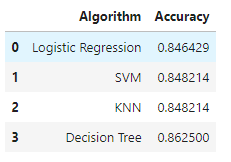 Algorithm Accuracy
0 Logistic Regression 0.846429
1 SVM 0.848214
2 KNN 0.848214
3 Decision Tree 0.862500